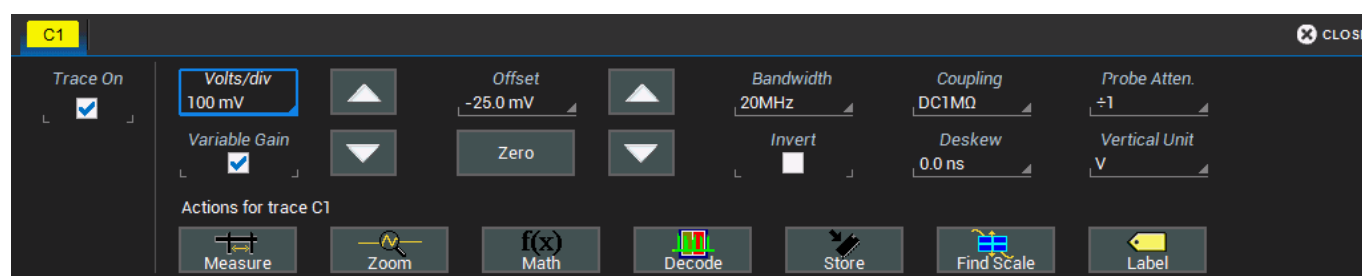 C1
CLOSE
Trace On
Volts/div
100 mV
Offset
-25.0 mV
Bandwidth
20MHz
Coupling
DC1MΩ
Probe Atten.
÷1
Variable Gain
Zero
Invert
Deskew
0.0 ns
Vertical Unit
V
Actions for trace C1
Measure
Zoom
f(x)
Math
Decode
Store
Find Scale
Label